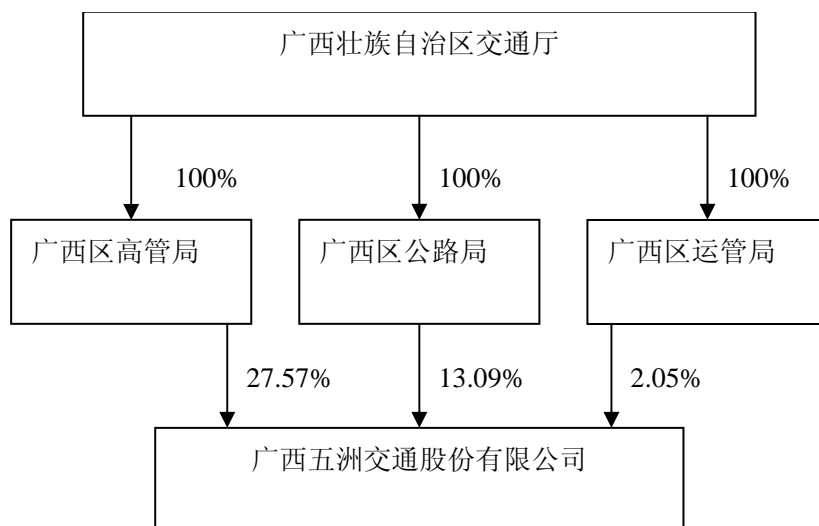 广西壮族自治区交通厅
100%
100%
100%
广西区高管局
广西区公路局
广西区运管局
27.57%
13.09%
2.05%
广西五洲交通股份有限公司